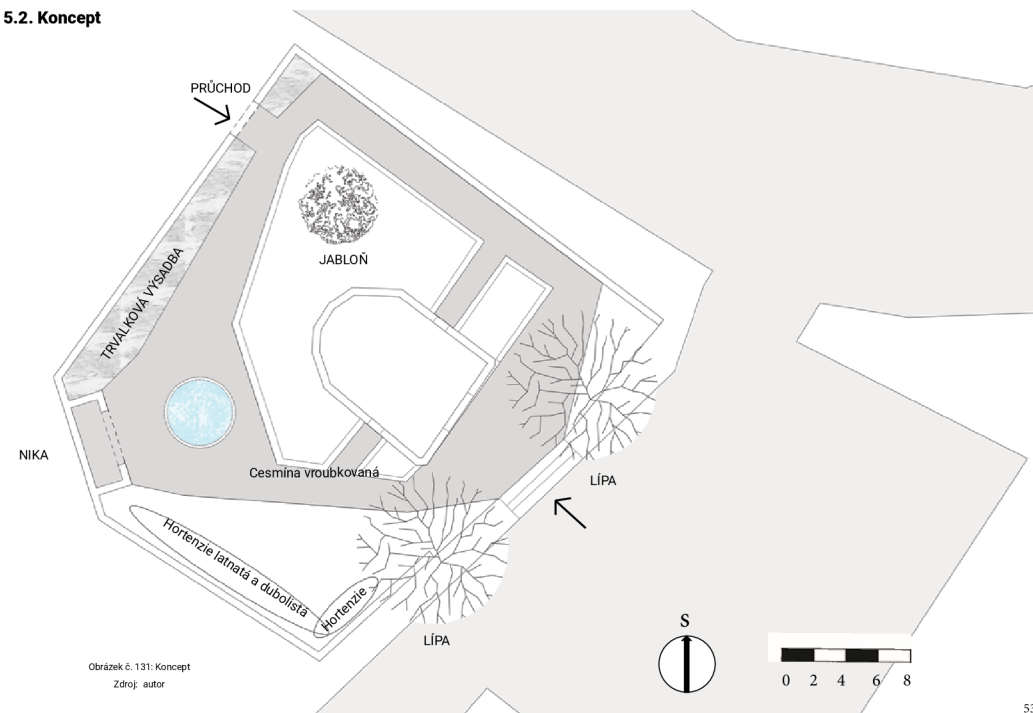 5.2. Koncept
PRŮCHOD
JABLOŇ
TRVALKOVÁ VÝSADBA
NIKA
Cesmína vroubkovaná
LÍPA
Hortenzie latnatá a dubolistá
Hortenzie
LÍPA
S
0 2 4 6 8
Obrázek č. 131: Koncept
Zdroj: autor
53